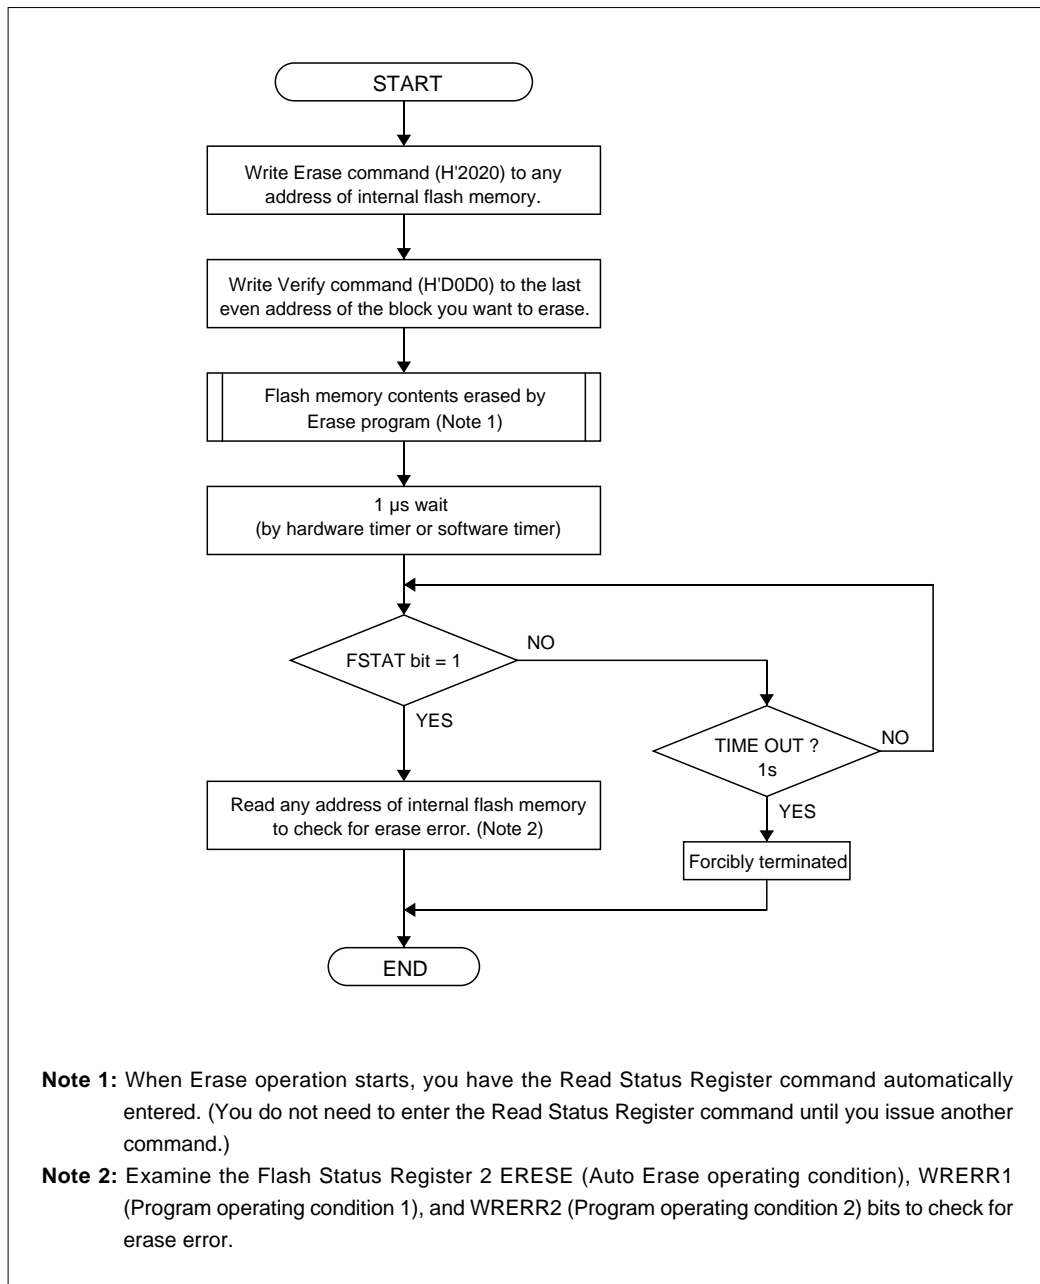 START
Write Erase command (H'2020) to any
address of internal flash memory.
Write Verify command (H'D0D0) to the last
even address of the block you want to erase.
Flash memory contents erased by
Erase program (Note 1)
1 µs wait
(by hardware timer or software timer)
FSTAT bit = 1
NO
YES
TIME OUT ?
1s
NO
YES
Read any address of internal flash memory
to check for erase error. (Note 2)
Forcibly terminated
END
Note 1: When Erase operation starts, you have the Read Status Register command automatically
entered. (You do not need to enter the Read Status Register command until you issue another
command.)
Note 2: Examine the Flash Status Register 2 ERESE (Auto Erase operating condition), WRERR1
(Program operating condition 1), and WRERR2 (Program operating condition 2) bits to check for
erase error.